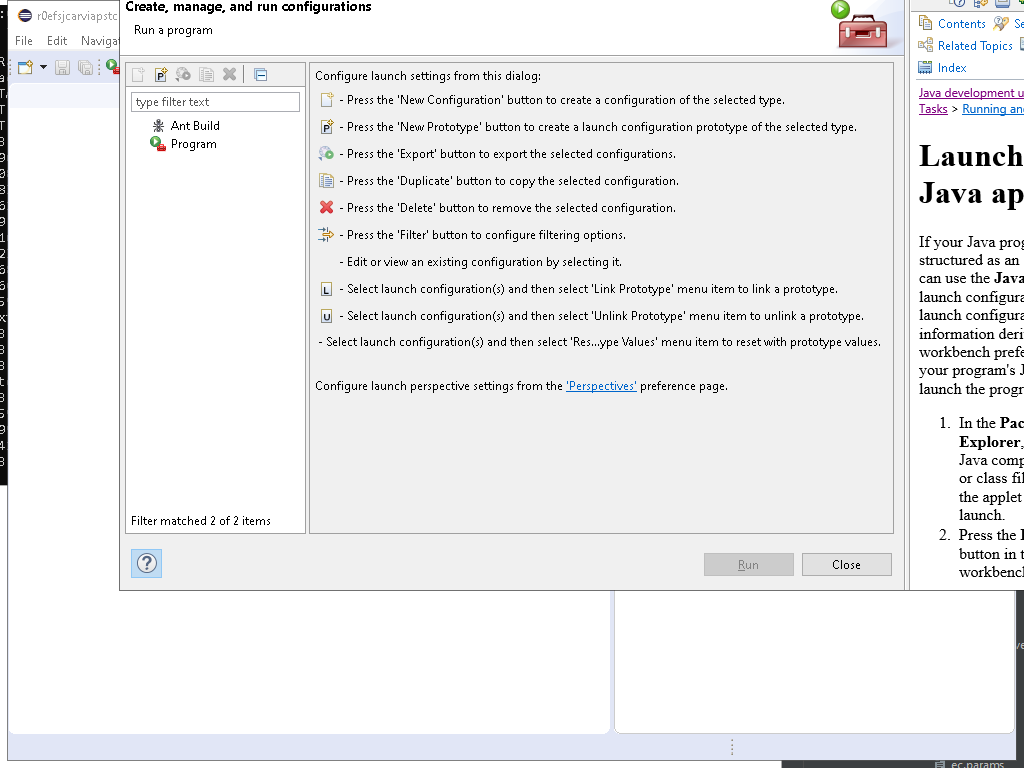 Create, manage, and run configurations
Run a program
r0efsjcarviapstc
File Edit Naviga
type filter text
Ant Build
Program
Filter matched 2 of 2 items
Configure launch settings from this dialog:
- Press the 'New Configuration' button to create a configuration of the selected type.
- Press the 'New Prototype' button to create a launch configuration prototype of the selected type.
- Press the 'Export' button to export the selected configurations.
- Press the 'Duplicate' button to copy the selected configuration.
- Press the 'Delete' button to remove the selected configuration.
- Press the 'Filter' button to configure filtering options.
- Edit or view an existing configuration by selecting it.
- Select launch configuration(s) and then select 'Link Prototype' menu item to link a prototype.
- Select launch configuration(s) and then select 'Unlink Prototype' menu item to unlink a prototype.
- Select launch configuration(s) and then select 'Res...ype Values' menu item to reset with prototype values.
Configure launch perspective settings from the 'Perspectives' preference page.
Run Close
Contents Se
Related Topics
Index
Java development u
Tasks > Running and
Launch
Java ap
If your Java prog
structured as an
can use the Java
launch configura
launch configura
information deri
workbench prefe
your program's J
launch the progr
1. In the Pac
Explorer,
Java comp
or class fil
the applet
launch.
2. Press the
button in t
workbench
ec.params